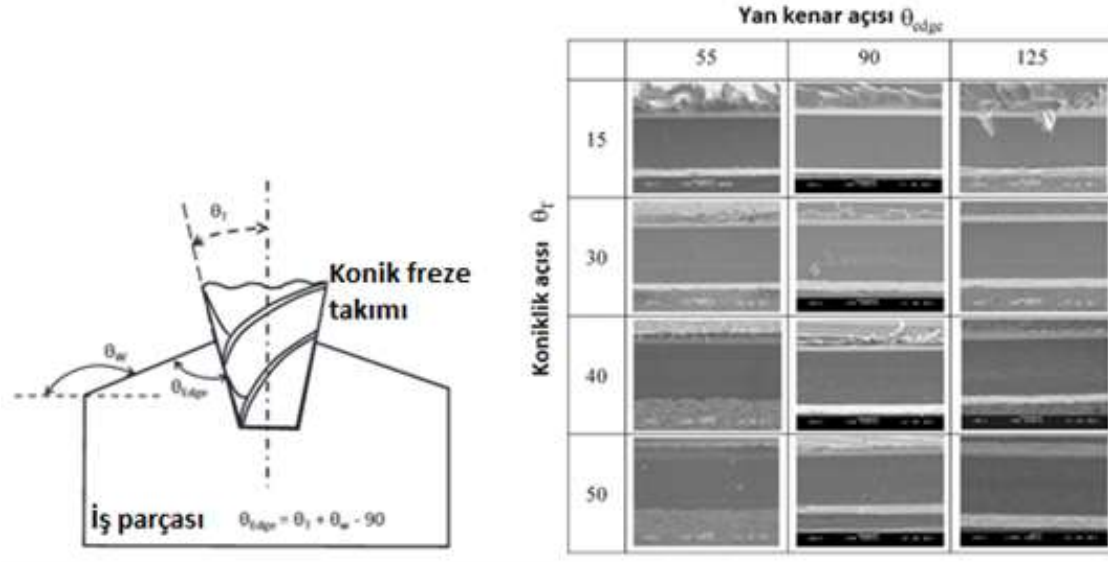 θT
Konik freze
takımı
θw
θEdge
İş parçası
θEdge = θT + θw - 90
Yan kenar açısı θedge
55 90 125
Koniklik açısı θT
15
30
40
50